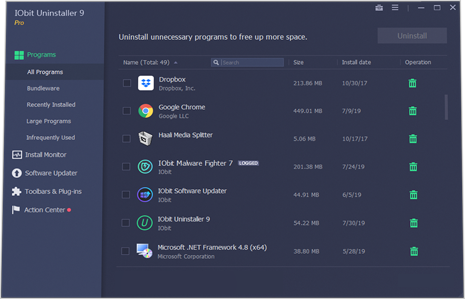 IObit Uninstaller 9
Pro
Uninstall unnecessary programs to free up more space.
Uninstall
Programs
All Programs
Bundleware
Recently Installed
Large Programs
Infrequently Used
Install Monitor
Software Updater
Toolbars & Plug-ins
Action Center
Name (Total: 49)
Search
Size
Install date
Operation
Dropbox
Dropbox, Inc.
213.86 MB
10/30/17
Google Chrome
Google LLC
449.01 MB
7/9/19
Haali Media Splitter
5.06 MB
10/17/17
IObit Malware Fighter 7
LOGGED
IObit
201.38 MB
7/24/19
IObit Software Updater
IObit
44.91 MB
6/5/19
IObit Uninstaller 9
IObit
54.22 MB
7/30/19
Microsoft .NET Framework 4.8 (x64)
Microsoft Corporation
38.80 MB
5/28/19